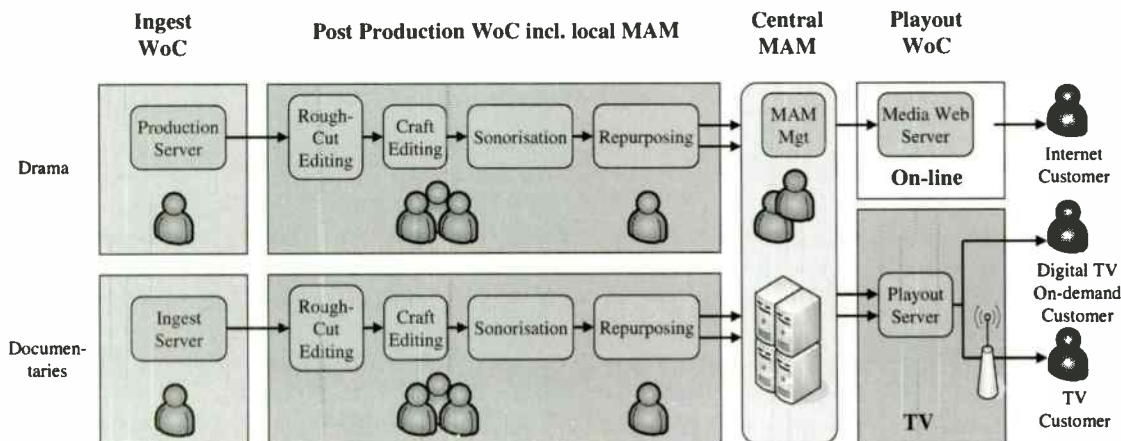 Ingest
WoC
Post Production WoC incl. local MAM
Central
MAM
Playout
WoC
Drama
Production
Server
Rough-
Cut
Editing
Craft
Editing
Sonorisation
Repurposing
MAM
Mgt
Media Web
Server
On-line
Internet
Customer
Documen-
taries
Ingest
Server
Rough-
Cut
Editing
Craft
Editing
Sonorisation
Repurposing
Playout
Server
TV
Digital TV
On-demand
Customer
TV
Customer